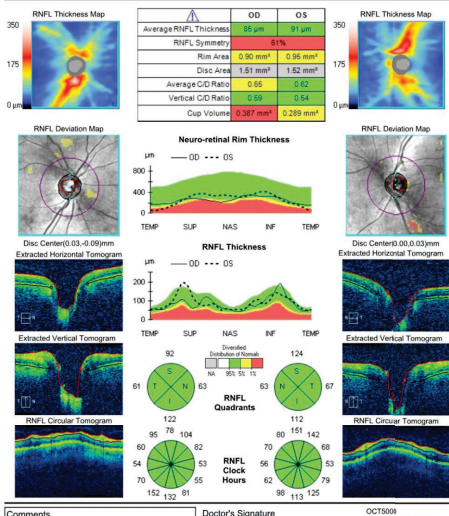 RNFL Thickness Map
OD OS
RNFL Thickness Map
350
175
0 µm
Average RNFL Thickness 85 µm 91 µm
RNFL Symmetry 61%
Rim Area 0.90 mm² 0.95 mm²
Disc Area 1.51 mm² 1.52 mm²
Average C/D Ratio 0.65 0.62
Vertical C/D Ratio 0.59 0.54
Cup Volume 0.387 mm³ 0.289 mm³
350
175
0 µm
RNFL Deviation Map
RNFL Deviation Map
Neuro-retinal Rim Thickness
µm OD OS
800
400
0
TEMP SUP NAS INF TEMP
Disc Center(0.03,-0.09)mm
Disc Center(0.00,0.03)mm
Extracted Horizontal Tomogram
Extracted Horizontal Tomogram
RNFL Thickness
µm OD OS
200
100
0
TEMP SUP NAS INF TEMP
Extracted Vertical Tomogram
Extracted Vertical Tomogram
Diversified
Distribution of Normals
NA 95% 5% 1%
92
S
61 T N 63
I
122
124
S
63 N T 67
I
112
RNFL
Quadrants
RNFL Circular Tomogram
RNFL Circular Tomogram
78
95 104
60 82
54 53
70 55
152 81
132
RNFL
Clock
Hours
151
80 142
70 68
56 53
62 79
98 125
113
Comments
Doctor's Signature
OCT500